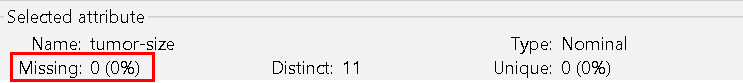 Selected attribute
Name: tumor-size Type: Nominal
Missing: 0 (0%) Distinct: 11 Unique: 0 (0%)